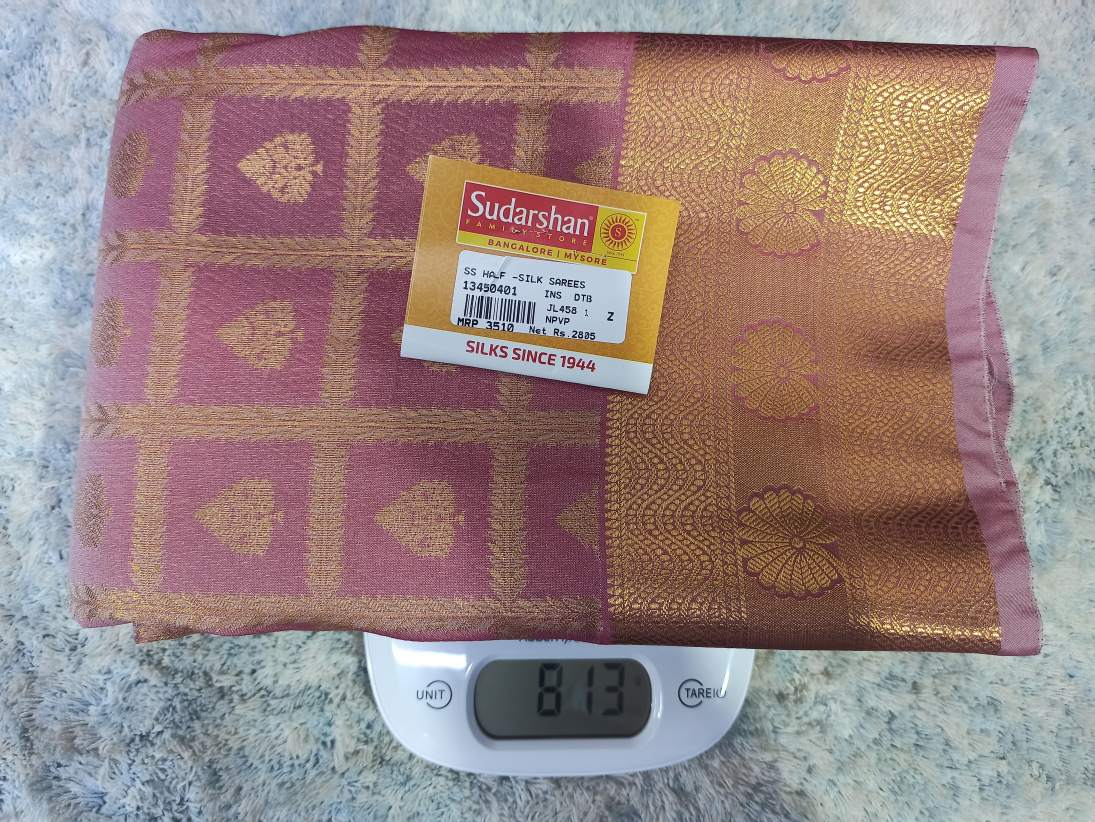 Sudarshan
FAMILY STORE
S
BANGALORE | MYSORE
SS HALF -SILK SAREES
13450401 INS DTB
JL458 1 Z
NPVP
MRP 3510 Net Rs.2805
SILKS SINCE 1944
UNIT
813
TARE